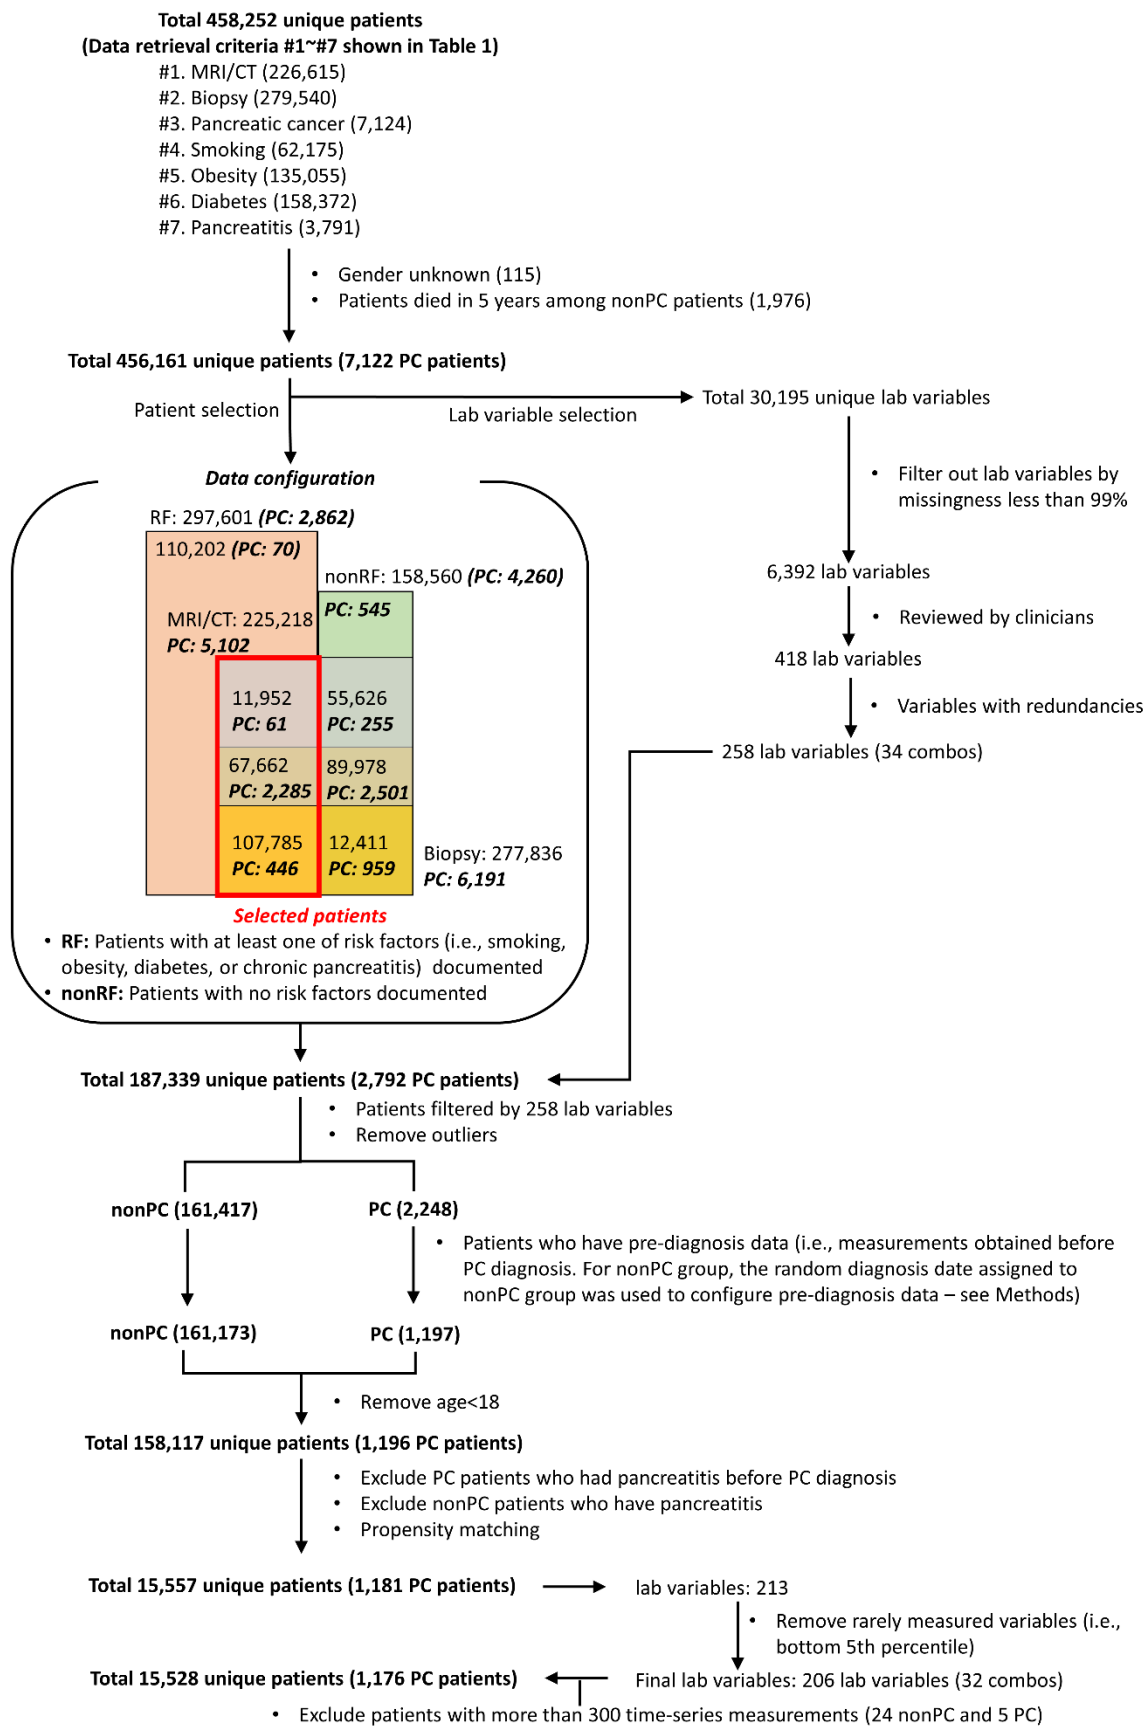 Total 458,252 unique patients
(Data retrieval criteria #1~#7 shown in Table 1)
#1. MRI/CT (226,615)
#2. Biopsy (279,540)
#3. Pancreatic cancer (7,124)
#4. Smoking (62,175)
#5. Obesity (135,055)
#6. Diabetes (158,372)
#7. Pancreatitis (3,791)
• Gender unknown (115)
• Patients died in 5 years among nonPC patients (1,976)
Total 456,161 unique patients (7,122 PC patients)
Patient selection
Lab variable selection
Total 30,195 unique lab variables
• Filter out lab variables by
missingness less than 99%
6,392 lab variables
• Reviewed by clinicians
418 lab variables
• Variables with redundancies
258 lab variables (34 combos)
Data configuration
RF: 297,601 (PC: 2,862)
110,202 (PC: 70)
nonRF: 158,560 (PC: 4,260)
PC: 545
MRI/CT: 225,218
PC: 5,102
11,952
PC: 61
55,626
PC: 255
67,662
PC: 2,285
89,978
PC: 2,501
107,785
PC: 446
12,411
PC: 959
Biopsy: 277,836
PC: 6,191
Selected patients
• RF: Patients with at least one of risk factors (i.e., smoking,
obesity, diabetes, or chronic pancreatitis) documented
• nonRF: Patients with no risk factors documented
Total 187,339 unique patients (2,792 PC patients)
• Patients filtered by 258 lab variables
• Remove outliers
nonPC (161,417)
PC (2,248)
• Patients who have pre-diagnosis data (i.e., measurements obtained before
PC diagnosis. For nonPC group, the random diagnosis date assigned to
nonPC group was used to configure pre-diagnosis data – see Methods)
nonPC (161,173)
PC (1,197)
• Remove age<18
Total 158,117 unique patients (1,196 PC patients)
• Exclude PC patients who had pancreatitis before PC diagnosis
• Exclude nonPC patients who have pancreatitis
• Propensity matching
Total 15,557 unique patients (1,181 PC patients)
lab variables: 213
• Remove rarely measured variables (i.e.,
bottom 5th percentile)
Total 15,528 unique patients (1,176 PC patients)
Final lab variables: 206 lab variables (32 combos)
• Exclude patients with more than 300 time-series measurements (24 nonPC and 5 PC)